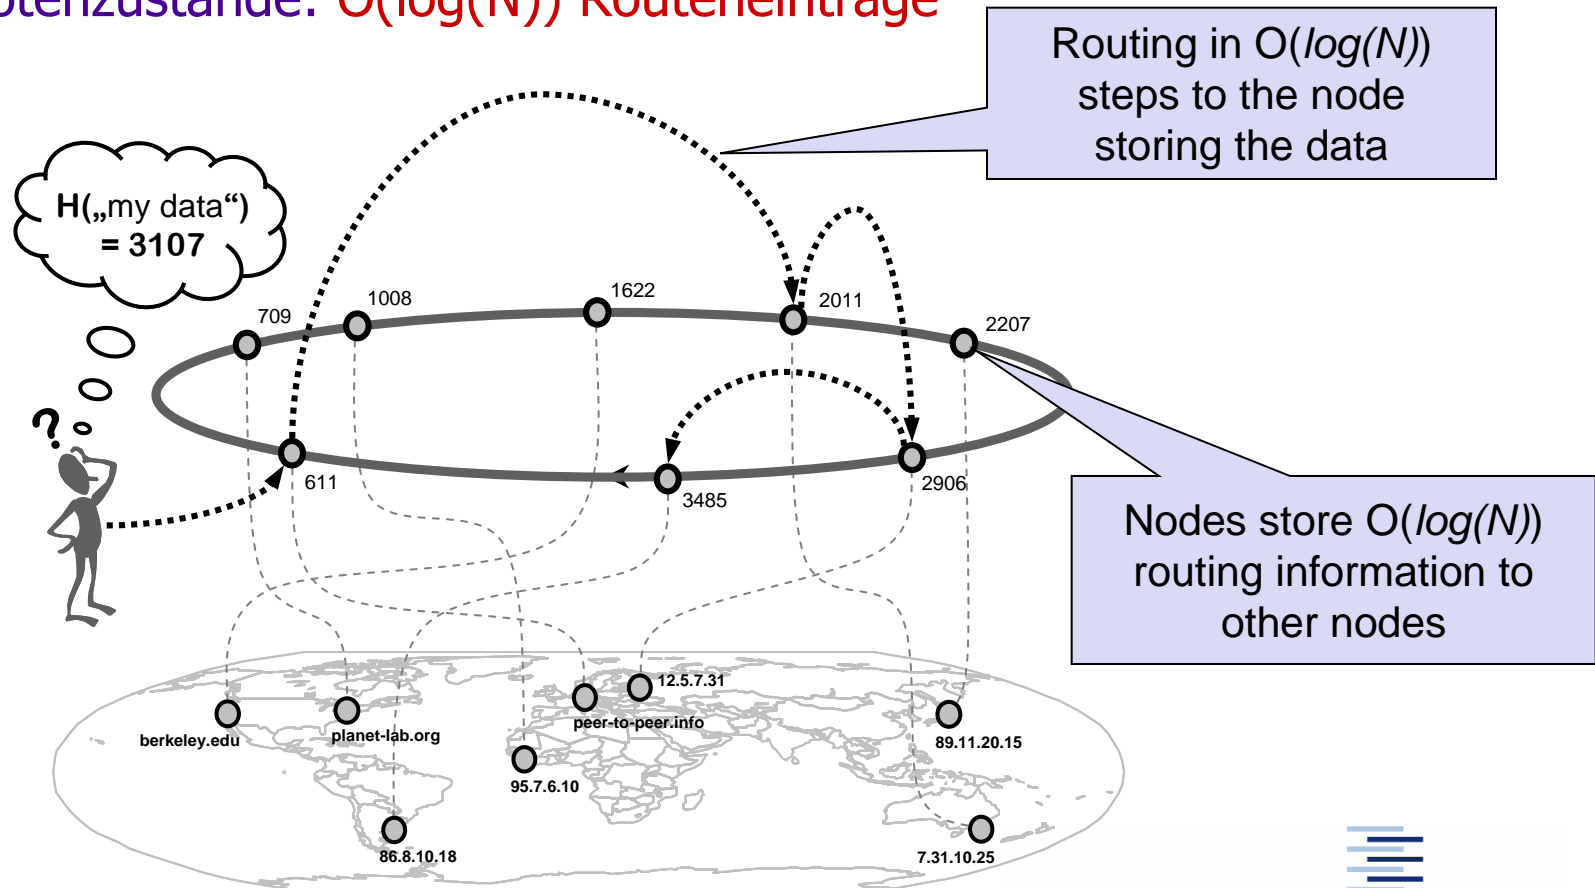 otenzustände: O(log(N)) Routeneinträge
Routing in O(log(N))
steps to the node
storing the data
H(„my data“)
= 3107
?
709
1008
1622
2011
2207
611
3485
2906
Nodes store O(log(N))
routing information to
other nodes
berkeley.edu
planet-lab.org
peer-to-peer.info
12.5.7.31
89.11.20.15
95.7.6.10
86.8.10.18
7.31.10.25